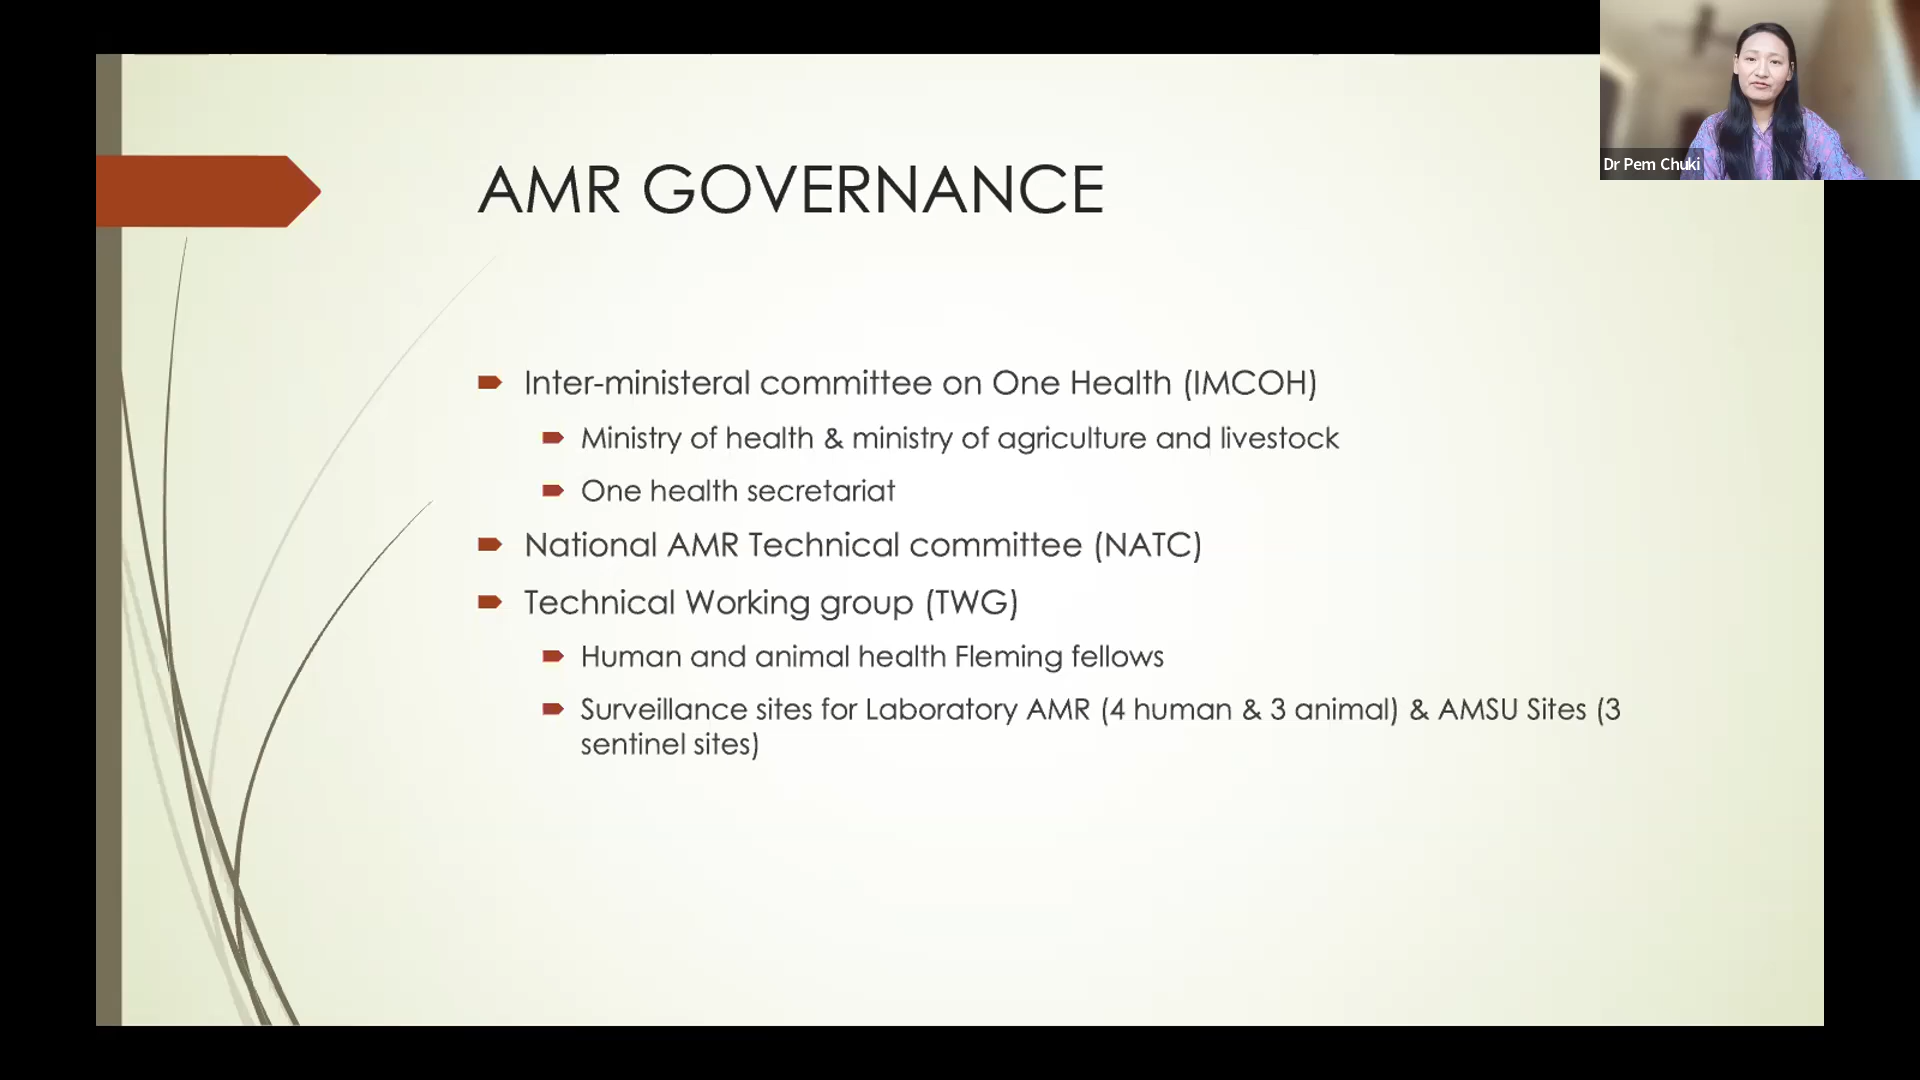 Dr Pem Chuki
AMR GOVERNANCE
Inter-ministeral committee on One Health (IMCOH)
Ministry of health & ministry of agriculture and livestock
One health secretariat
National AMR Technical committee (NATC)
Technical Working group (TWG)
Human and animal health Fleming fellows
Surveillance sites for Laboratory AMR (4 human & 3 animal) & AMSU Sites (3
sentinel sites)